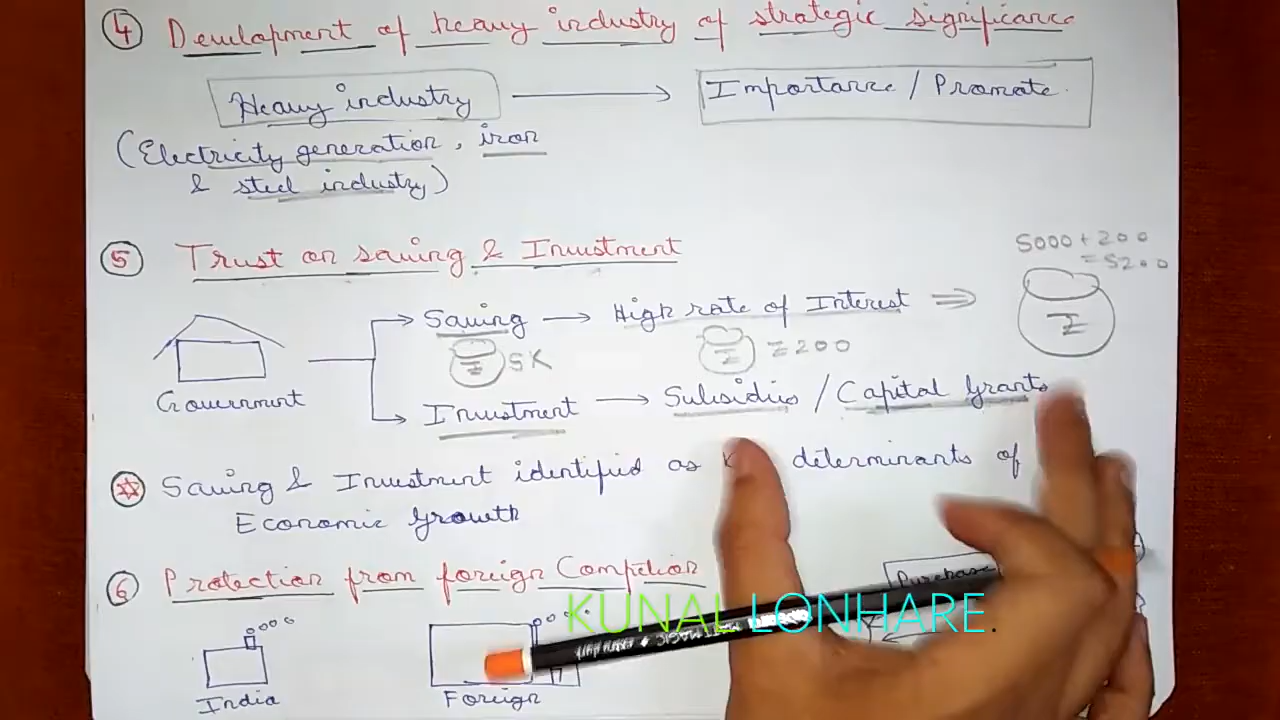 ④ Development of heavy industry of strategic significance
Heavy industry → Importance / Promote.
(Electricity generation, iron
& steel industry)
⑤ Trust on saving & Investment
5000 + 200
= 5200
Saving → High rate of Interest ⇒
₹ 5K ₹ = 200 ₹
Government
Investment → Subsidies / Capital Grants
Saving & Investment identified as determinants of
Economic Growth
⑥ Protection from foreign Competion
Purchase
KUNAL LONHARE.
India Foreign